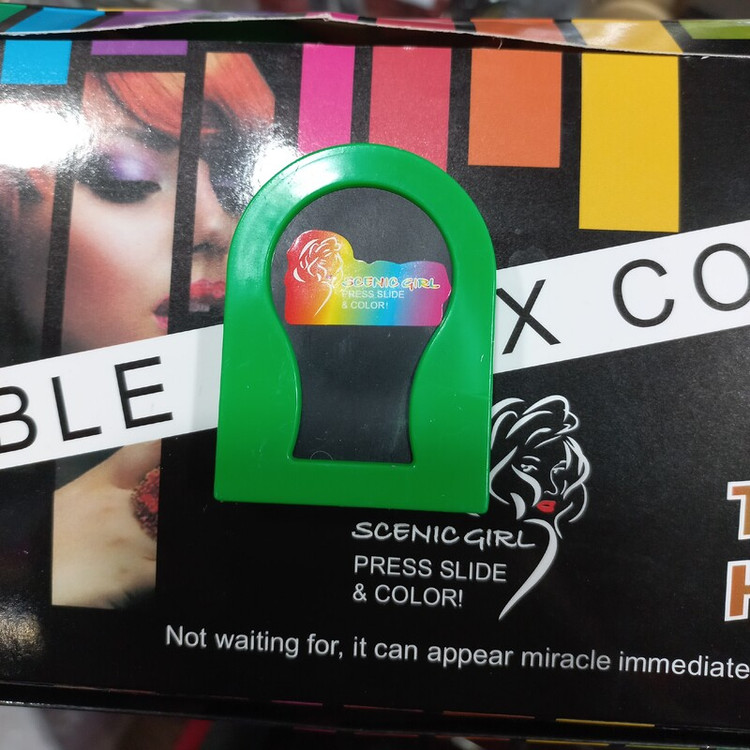 SCENIC GIRL
PRESS SLIDE
& COLOR!
BLE X CO
SCENIC GIRL
PRESS SLIDE
& COLOR!
T
H
Not waiting for, it can appear miracle immediate